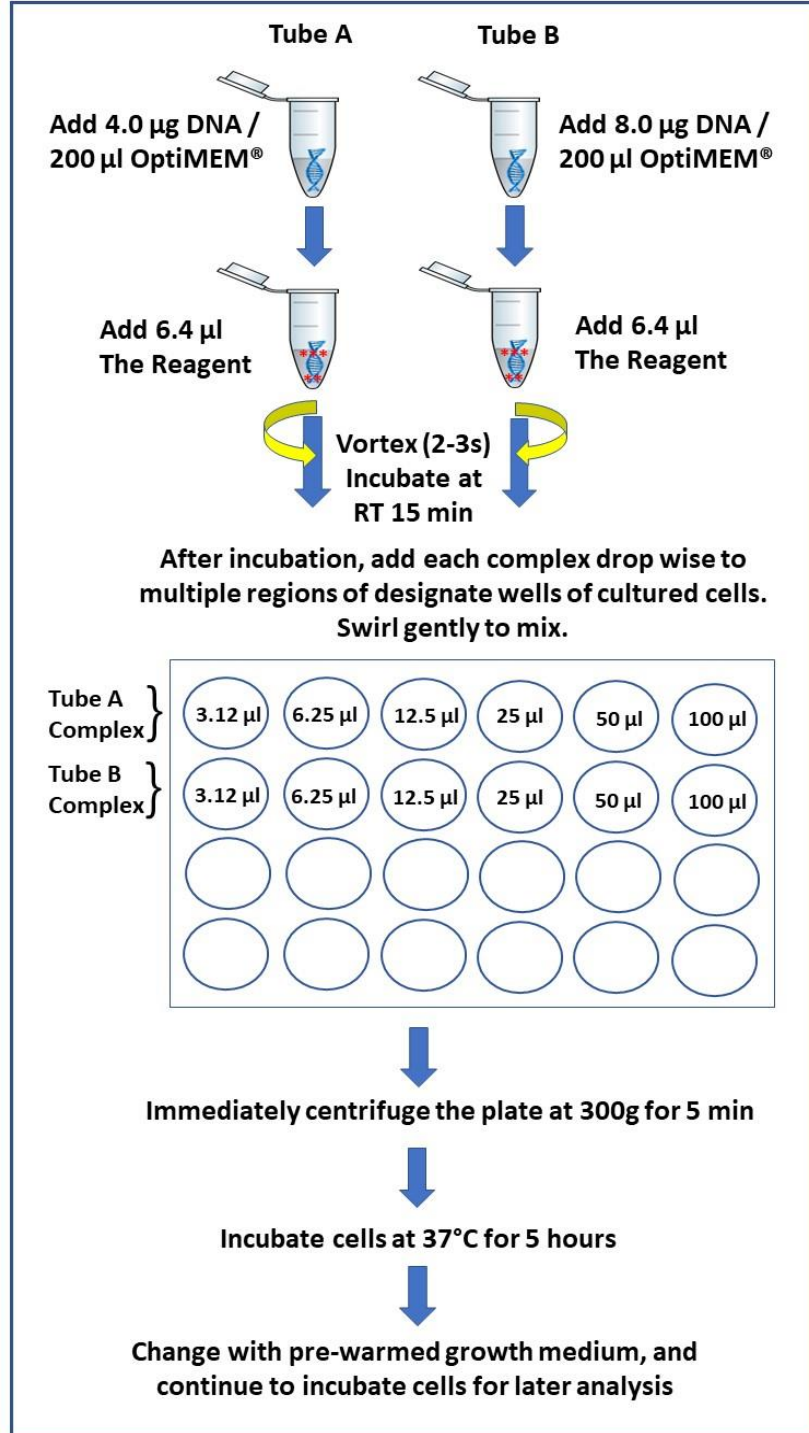 Tube A
Tube B
Add 4.0 µg DNA /
200 µl OptiMEM®
Add 8.0 µg DNA /
200 µl OptiMEM®
Add 6.4 µl
The Reagent
Add 6.4 µl
The Reagent
Vortex (2-3s)
Incubate at
RT 15 min
After incubation, add each complex drop wise to
multiple regions of designate wells of cultured cells.
Swirl gently to mix.
Tube A
Complex
3.12 µl 6.25 µl 12.5 µl 25 µl 50 µl 100 µl
Tube B
Complex
3.12 µl 6.25 µl 12.5 µl 25 µl 50 µl 100 µl
Immediately centrifuge the plate at 300g for 5 min
Incubate cells at 37°C for 5 hours
Change with pre-warmed growth medium, and
continue to incubate cells for later analysis